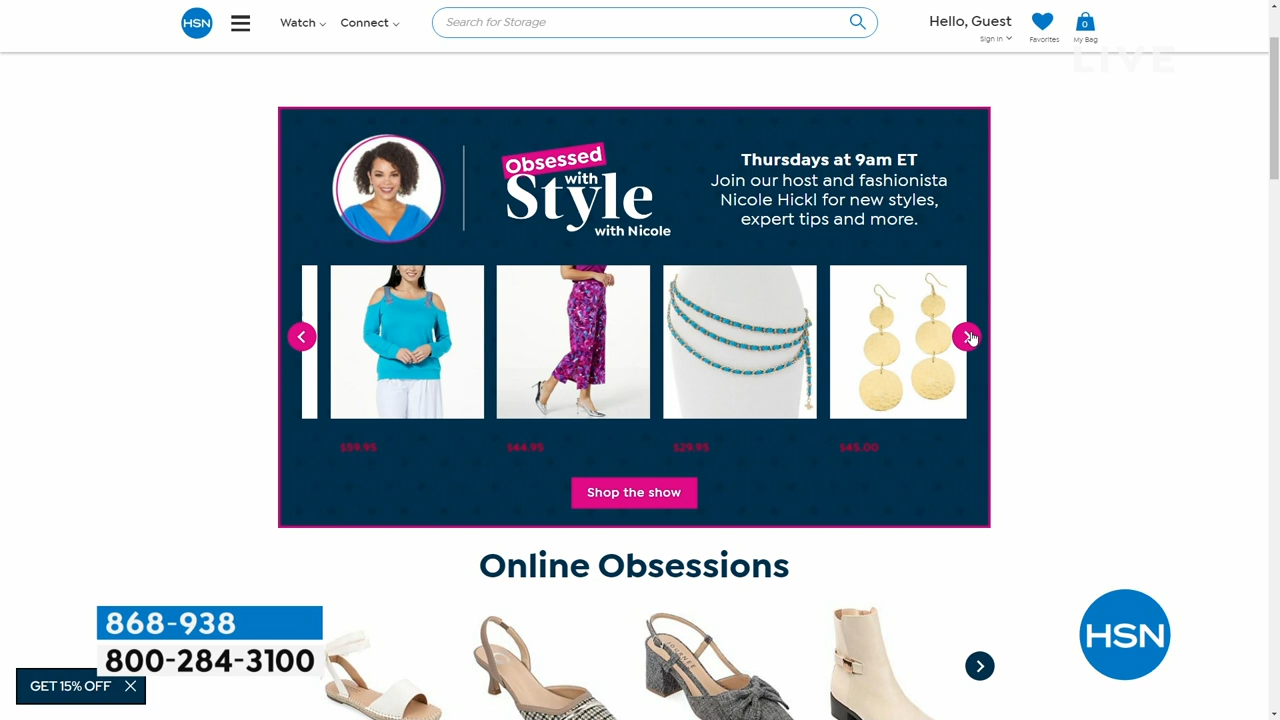 HSN
Watch
Connect
Search for Storage
Hello, Guest
Sign in
Favorites
0
My Bag
LIVE
Obsessed
with
Style
with Nicole
Thursdays at 9am ET
Join our host and fashionista
Nicole Hickl for new styles,
expert tips and more.
$59.95
$44.95
$29.95
$45.00
Shop the show
Online Obsessions
868-938
800-284-3100
GET 15% OFF
HSN